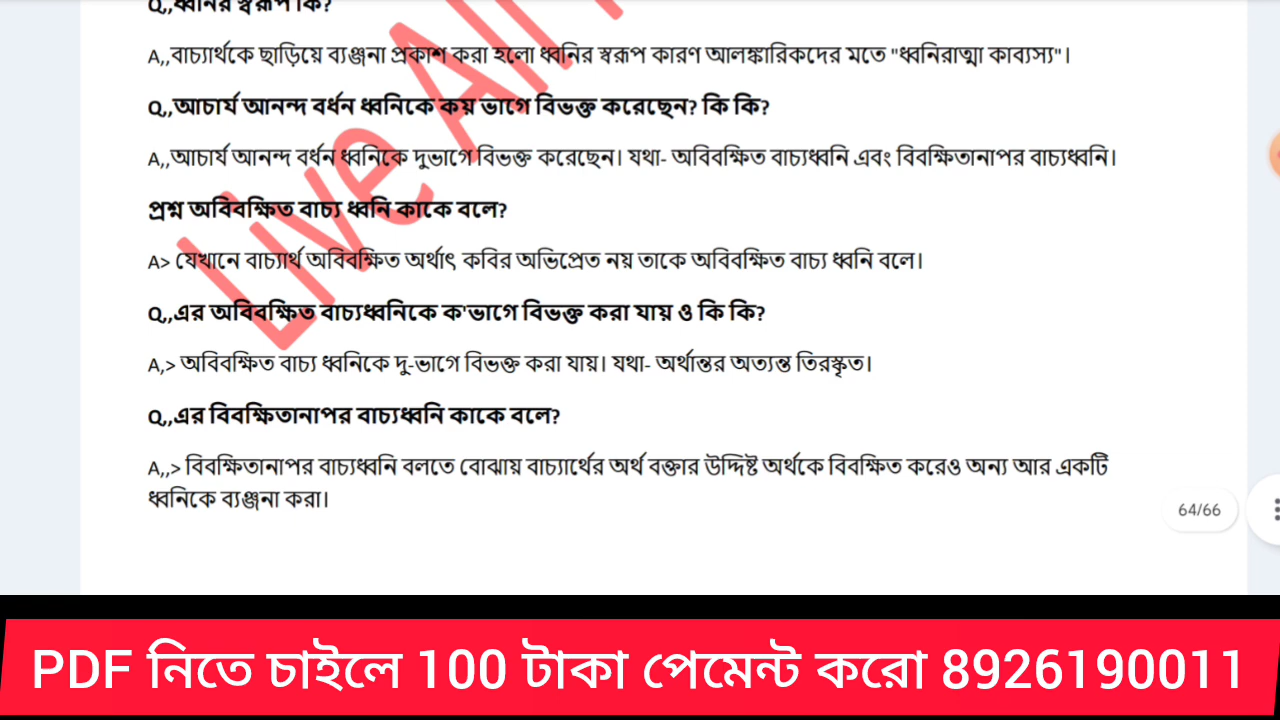 Q,,ধ্বনির স্বরূপ কি?
A,,বাচ্যার্থকে ছাড়িয়ে ব্যঞ্জনা প্রকাশ করা হলো ধ্বনির স্বরূপ কারণ আলঙ্কারিকদের মতে "ধ্বনিরাত্মা কাব্যস্য"।
Q,,আচার্য আনন্দ বর্ধন ধ্বনিকে কয় ভাগে বিভক্ত করেছেন? কি কি?
A,,আচার্য আনন্দ বর্ধন ধ্বনিকে দুভাগে বিভক্ত করেছেন। যথা- অবিবক্ষিত বাচ্যধ্বনি এবং বিবক্ষিতানাপর বাচ্যধ্বনি।
প্রশ্ন অবিবক্ষিত বাচ্য ধ্বনি কাকে বলে?
A> যেখানে বাচ্যার্থ অবিবক্ষিত অর্থাৎ কবির অভিপ্রেত নয় তাকে অবিবক্ষিত বাচ্য ধ্বনি বলে।
Q,,এর অবিবক্ষিত বাচ্যধ্বনিকে ক'ভাগে বিভক্ত করা যায় ও কি কি?
A,> অবিবক্ষিত বাচ্য ধ্বনিকে দু-ভাগে বিভক্ত করা যায়। যথা- অর্থান্তর অত্যন্ত তিরস্কৃত।
Q,,এর বিবক্ষিতানাপর বাচ্যধ্বনি কাকে বলে?
A,,> বিবক্ষিতানাপর বাচ্যধ্বনি বলতে বোঝায় বাচ্যার্থের অর্থ বক্তার উদ্দিষ্ট অর্থকে বিবক্ষিত করেও অন্য আর একটি
ধ্বনিকে ব্যঞ্জনা করা।
Live All
64/66
PDF নিতে চাইলে 100 টাকা পেমেন্ট করো 8926190011